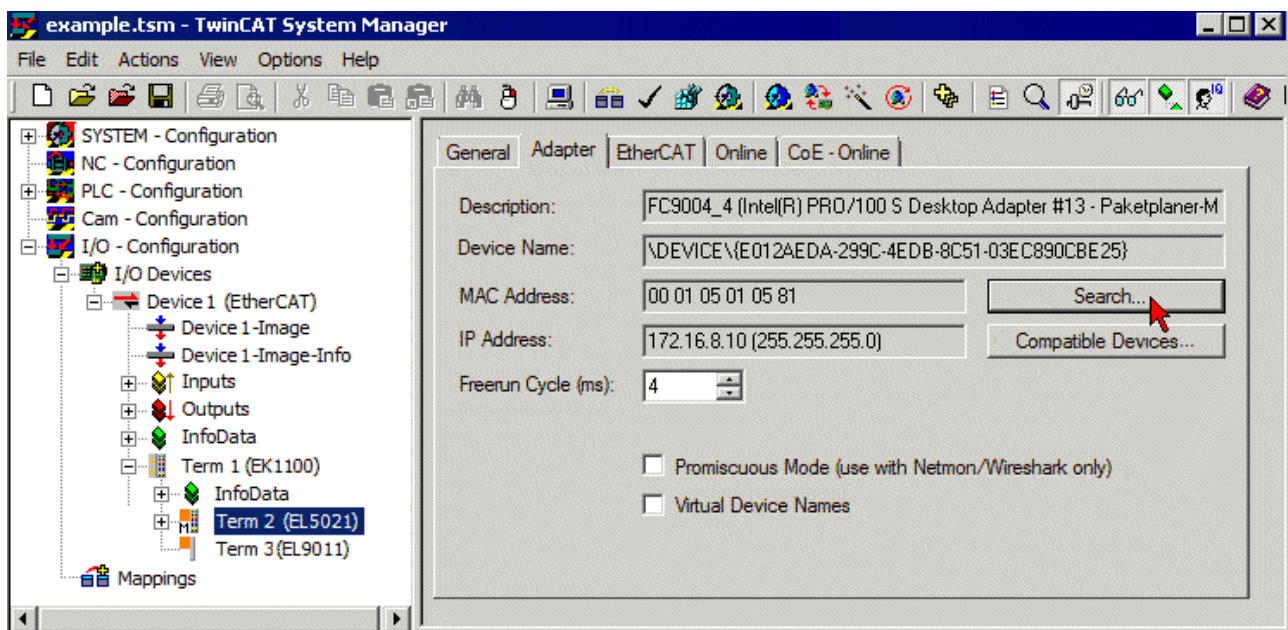 example.tsm - TwinCAT System Manager
File Edit Actions View Options Help
SYSTEM - Configuration
NC - Configuration
PLC - Configuration
Cam - Configuration
I/O - Configuration
I/O Devices
Device 1 (EtherCAT)
Device 1-Image
Device 1-Image-Info
Inputs
Outputs
InfoData
Term 1 (EK1100)
InfoData
Term 2 (EL5021)
Term 3(EL9011)
Mappings
General Adapter EtherCAT Online CoE - Online
Description: FC9004_4 (Intel(R) PRO/100 S Desktop Adapter #13 - Paketplaner-M
Device Name: \DEVICE\{E012AEDA-299C-4EDB-8C51-03EC890CBE25}
MAC Address: 00 01 05 01 05 81 Search...
IP Address: 172.16.8.10 (255.255.255.0) Compatible Devices...
Freerun Cycle (ms): 4
Promiscuous Mode (use with Netmon/Wireshark only)
Virtual Device Names